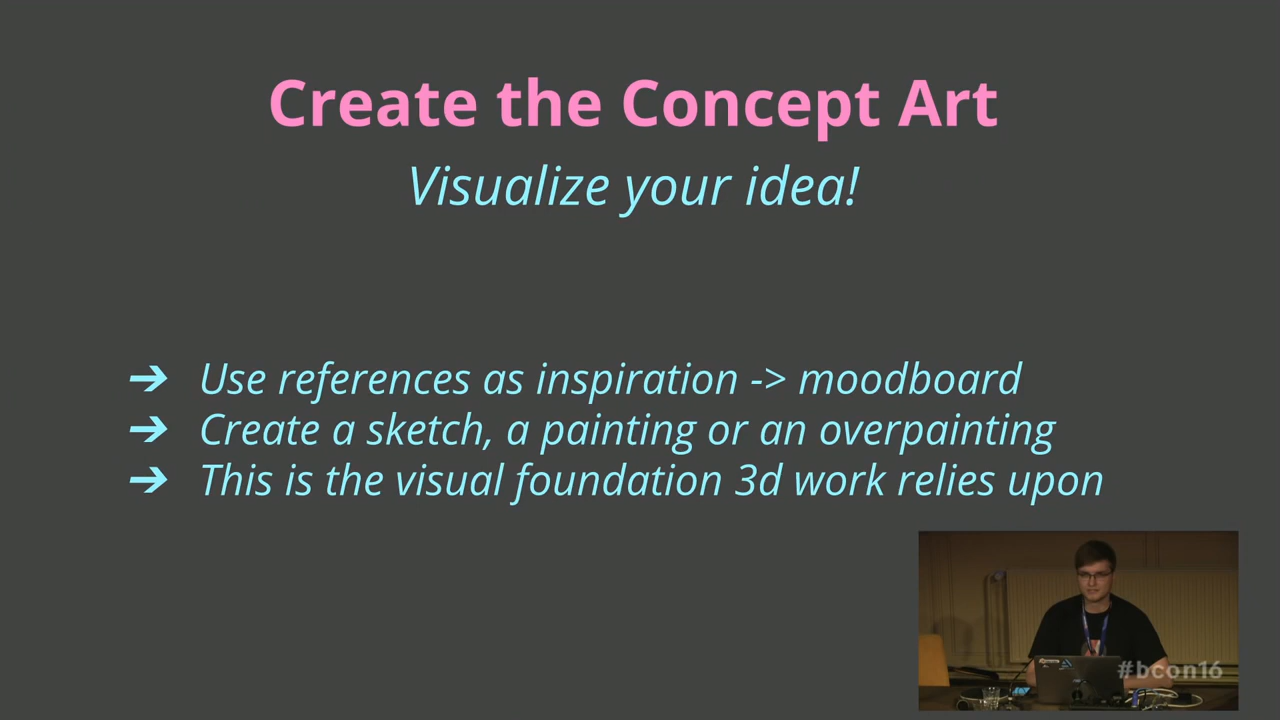 Create the Concept Art
Visualize your idea!
➔ Use references as inspiration -> moodboard
➔ Create a sketch, a painting or an overpainting
➔ This is the visual foundation 3d work relies upon
#bcon16